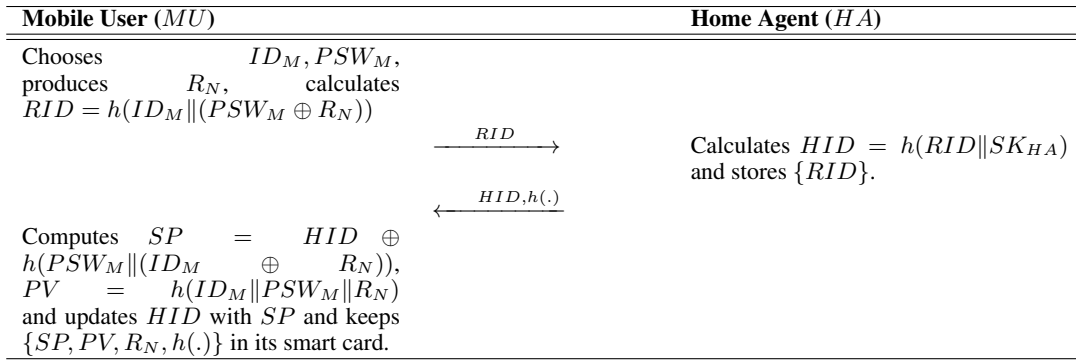 Mobile User (MU) Home Agent (HA)
Chooses ID_M, PSW_M,
produces R_N, calculates
RID = h(ID_M∥(PSW_M ⊕ R_N))
RID
Calculates HID = h(RID∥SK_HA)
and stores {RID}.
HID,h(.)
Computes SP = HID ⊕
h(PSW_M∥(ID_M ⊕ R_N)),
PV = h(ID_M∥PSW_M∥R_N)
and updates HID with SP and keeps
{SP, PV, R_N, h(.)} in its smart card.